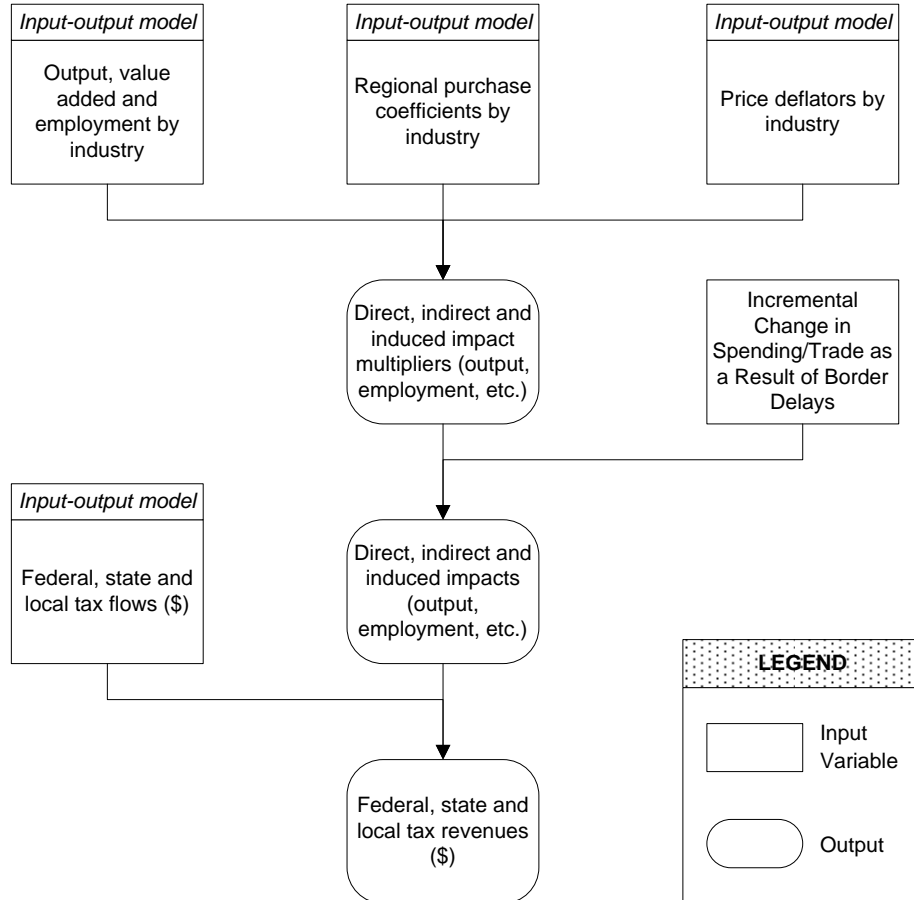 Input-output model
Output, value
added and
employment by
industry
Input-output model
Regional purchase
coefficients by
industry
Input-output model
Price deflators by
industry
Direct, indirect and
induced impact
multipliers (output,
employment, etc.)
Incremental
Change in
Spending/Trade as
a Result of Border
Delays
Input-output model
Federal, state and
local tax flows ($)
Direct, indirect and
induced impacts
(output,
employment, etc.)
Federal, state and
local tax revenues
($)
LEGEND
Input
Variable
Output